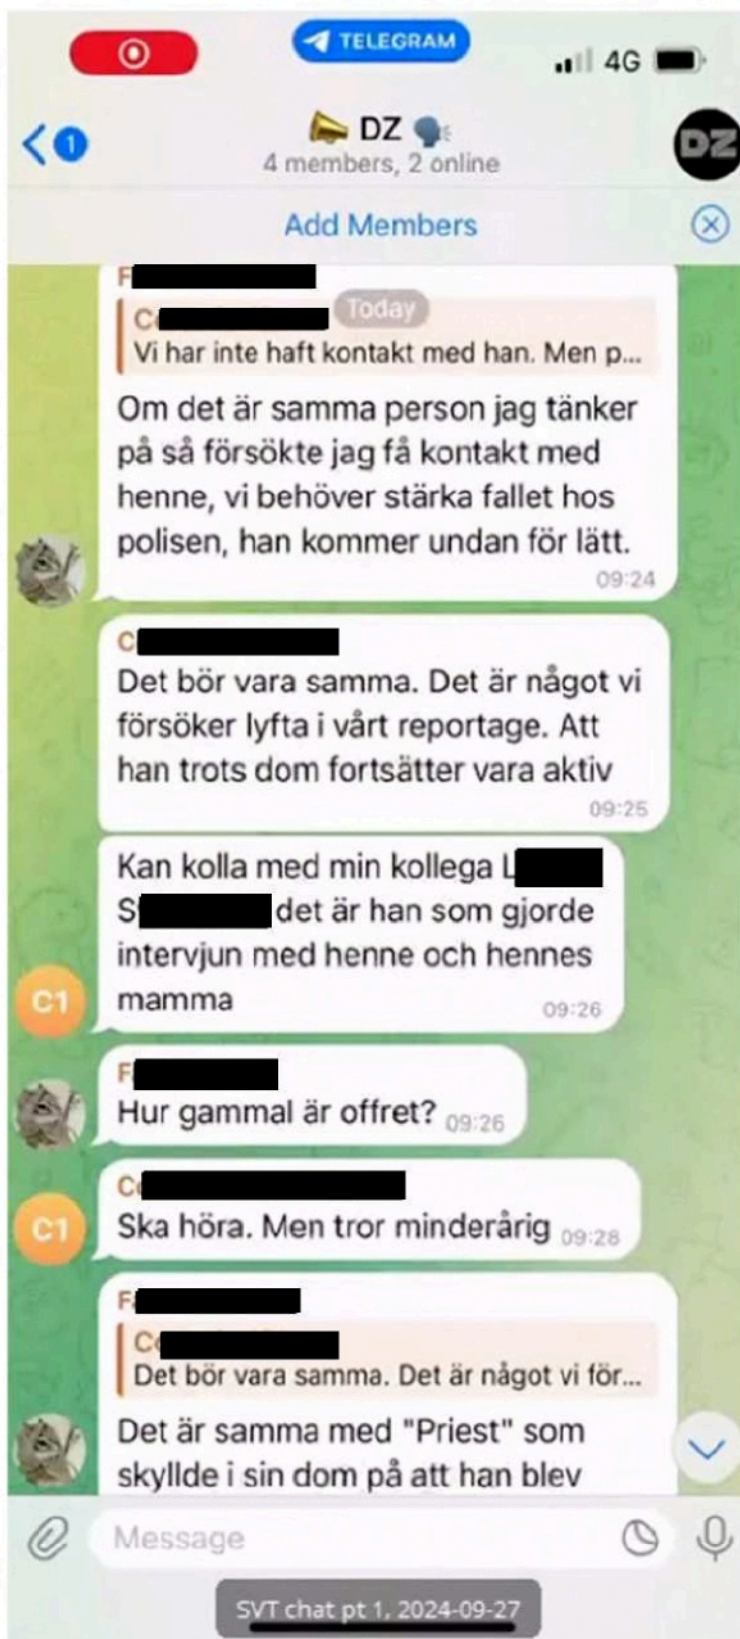 TELEGRAM
4G
1
DZ
4 members, 2 online
DZ
Add Members
F
C
Today
Vi har inte haft kontakt med han. Men p...
Om det är samma person jag tänker
på så försökte jag få kontakt med
henne, vi behöver stärka fallet hos
polisen, han kommer undan för lätt.
09:24
C
Det bör vara samma. Det är något vi
försöker lyfta i vårt reportage. Att
han trots dom fortsätter vara aktiv
09:25
Kan kolla med min kollega L
S det är han som gjorde
intervjun med henne och hennes
mamma
09:26
C1
F
Hur gammal är offret? 09:26
C
Ska höra. Men tror minderårig 09:28
C1
F
C
Det bör vara samma. Det är något vi för...
Det är samma med "Priest" som
skyllde i sin dom på att han blev
Message
SVT chat pt 1, 2024-09-27